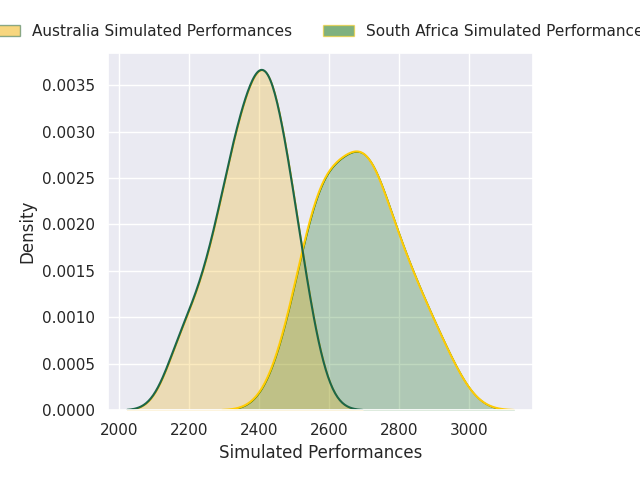 Australia Simulated Performances South Africa Simulated Performance
0.0035
0.0030
0.0025
0.0020
0.0015
0.0010
0.0005
0.0000
Density
2000 2200 2400 2600 2800 3000
Simulated Performances